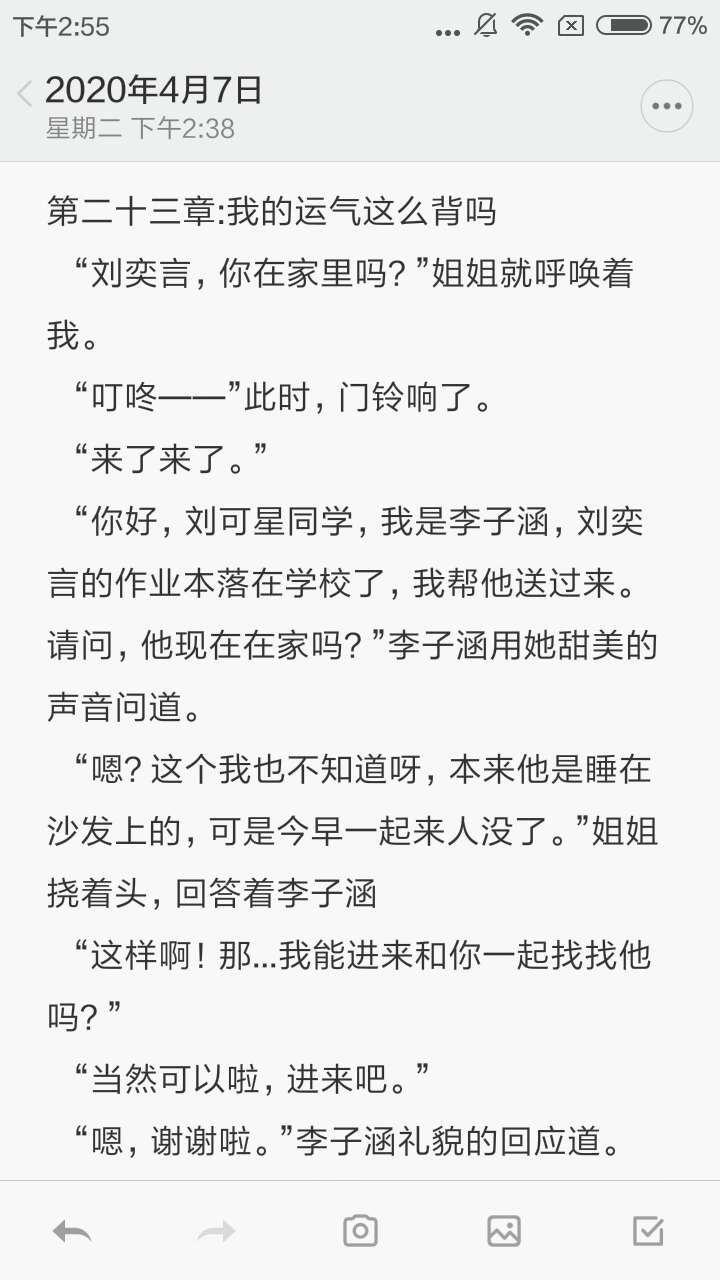 下午2:55
... 77%
2020年4月7日
星期二 下午2:38
第二十三章:我的运气这么背吗
“刘奕言，你在家里吗？”姐姐就呼唤着
我。
“叮咚——”此时，门铃响了。
“来了来了。”
“你好，刘可星同学，我是李子涵，刘奕
言的作业本落在学校了，我帮他送过来。
请问，他现在在家吗？”李子涵用她甜美的
声音问道。
“嗯？这个我也不知道呀，本来他是睡在
沙发上的，可是今早一起来人没了。”姐姐
挠着头，回答着李子涵
“这样啊！那...我能进来和你一起找找他
吗？”
“当然可以啦，进来吧。”
“嗯，谢谢啦。”李子涵礼貌的回应道。